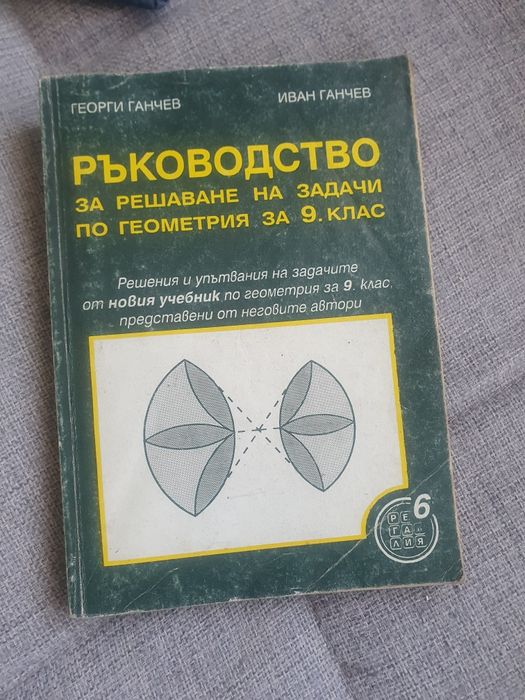 ГЕОРГИ ГАНЧЕВ ИВАН ГАНЧЕВ
РЪКОВОДСТВО
ЗА РЕШАВАНЕ НА ЗАДАЧИ
ПО ГЕОМЕТРИЯ ЗА 9. КЛАС
Решения и упътвания на задачите
от новия учебник по геометрия за 9. клас,
представени от неговите автори
6
РЕ
ГА
ЛИЯ